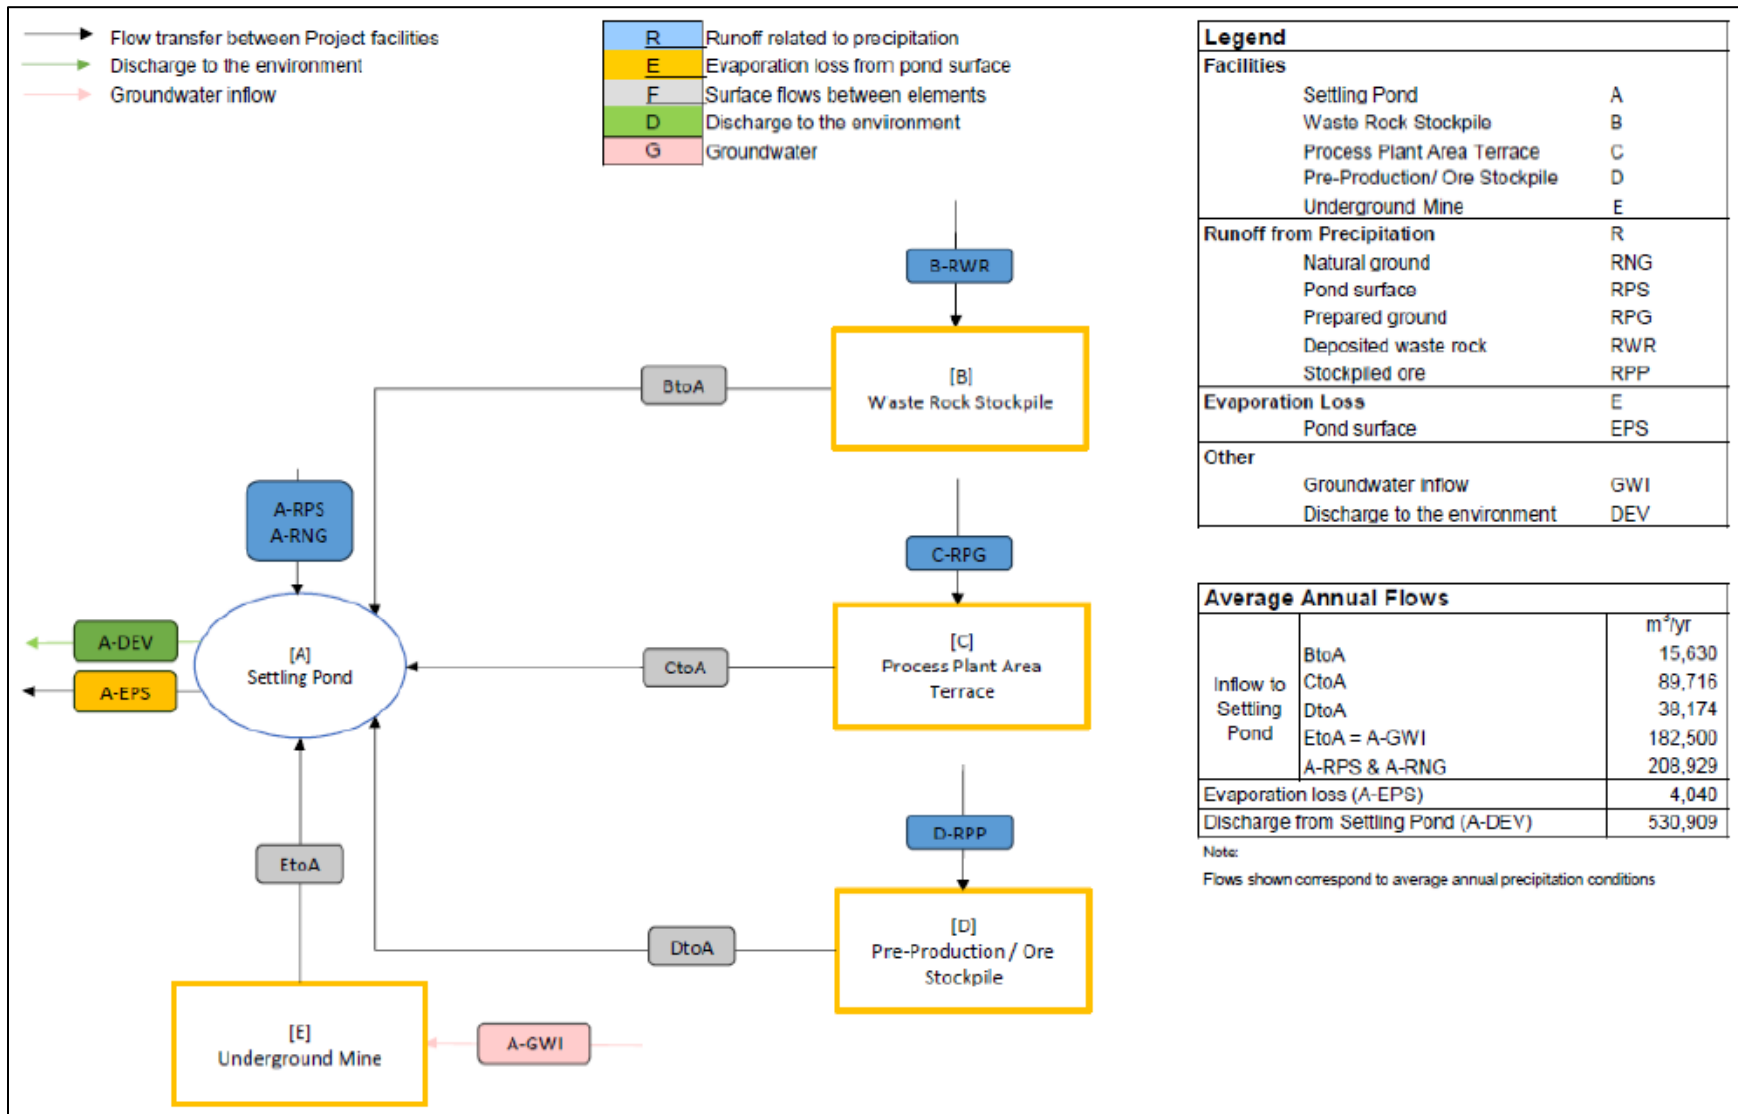 Flow transfer between Project facilities
Discharge to the environment
Groundwater inflow
R Runoff related to precipitation
E Evaporation loss from pond surface
F Surface flows between elements
D Discharge to the environment
G Groundwater
B-RWR
[B]
Waste Rock Stockpile
BtoA
A-RPS
A-RNG
C-RPG
A-DEV
A-EPS
[A]
Settling Pond
CtoA
[C]
Process Plant Area
Terrace
D-RPP
EtoA
DtoA
[D]
Pre-Production / Ore
Stockpile
[E]
Underground Mine
A-GWI
Legend
Facilities
Settling Pond A
Waste Rock Stockpile B
Process Plant Area Terrace C
Pre-Production/ Ore Stockpile D
Underground Mine E
Runoff from Precipitation R
Natural ground RNG
Pond surface RPS
Prepared ground RPG
Deposited waste rock RWR
Stockpiled ore RPP
Evaporation Loss E
Pond surface EPS
Other
Groundwater inflow GWI
Discharge to the environment DEV
Average Annual Flows
m³/yr
Inflow to Settling Pond
BtoA 15,630
CtoA 89,716
DtoA 38,174
EtoA = A-GWI 182,500
A-RPS & A-RNG 208,929
Evaporation loss (A-EPS) 4,040
Discharge from Settling Pond (A-DEV) 530,909
Note:
Flows shown correspond to average annual precipitation conditions